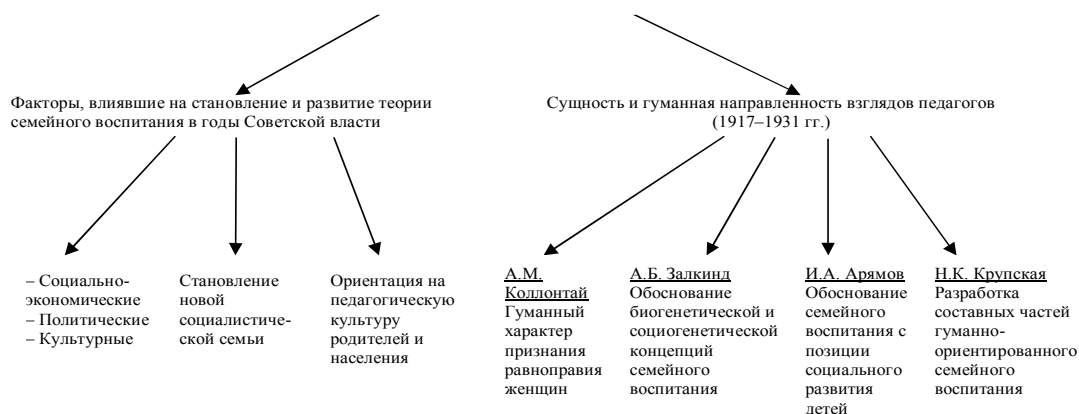 Факторы, влиявшие на становление и развитие теории
семейного воспитания в годы Советской власти
Сущность и гуманная направленность взглядов педагогов
(1917–1931 гг.)
– Социально-
экономические
– Политические
– Культурные
Становление
новой
социалистиче-
ской семьи
Ориентация на
педагогическую
культуру
родителей и
населения
А.М.
Коллонтай
Гуманный
характер
признания
равноправия
женщин
А.Б. Залкинд
Обоснование
биогенетической и
социогенетической
концепций
семейного
воспитания
И.А. Арямов
Обоснование
семейного
воспитания с
позиции
социального
развития
детей
Н.К. Крупская
Разработка
составных частей
гуманно-
ориентированного
семейного
воспитания